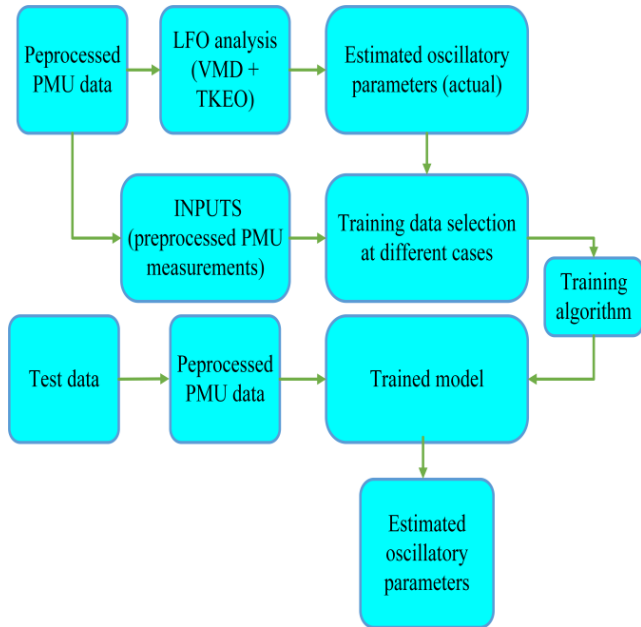 Peprocessed
PMU data
LFO analysis
(VMD +
TKEO)
Estimated oscillatory
parameters (actual)
INPUTS
(preprocessed PMU
measurements)
Training data selection
at different cases
Training
algorithm
Test data
Peprocessed
PMU data
Trained model
Estimated
oscillatory
parameters